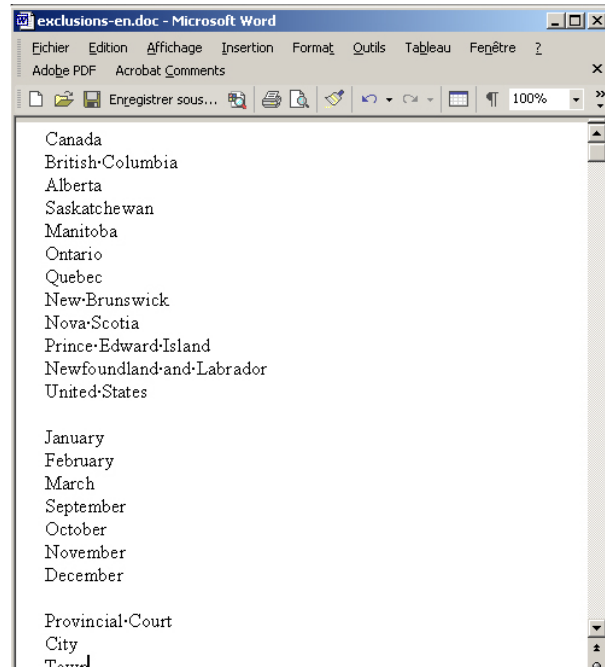 exclusions-en.doc - Microsoft Word
Eichier Edition Affichage Insertion Format Outils Tableau Fenêtre ?
Adobe PDF Acrobat Comments
Enregistrer sous... 100%
Canada
British·Columbia
Alberta
Saskatchewan
Manitoba
Ontario
Quebec
New·Brunswick
Nova·Scotia
Prince·Edward·Island
Newfoundland·and·Labrador
United·States
January
February
March
September
October
November
December
Provincial·Court
City
Town